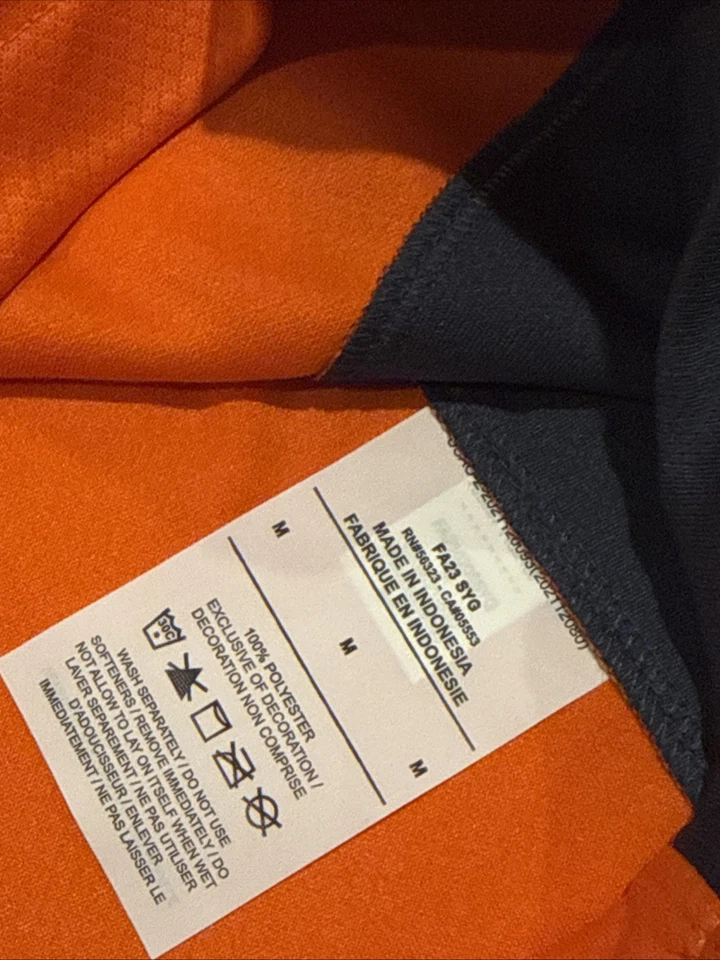 FA23 SYG
RN#56323 - CA#05553
MADE IN INDONESIA
FABRIQUE EN INDONESIE
M
M
M
100% POLYESTER
EXCLUSIVE OF DECORATION /
DECORATION NON COMPRISE
30C
WASH SEPARATELY / DO NOT USE
SOFTENERS / REMOVE IMMEDIATELY / DO
NOT ALLOW TO LAY ON ITSELF WHEN WET
LAVER SEPAREMENT / NE PAS UTILISER
D'ADOUCISSEUR / ENLEVER
IMMEDIATEMENT / NE PAS LAISSER LE